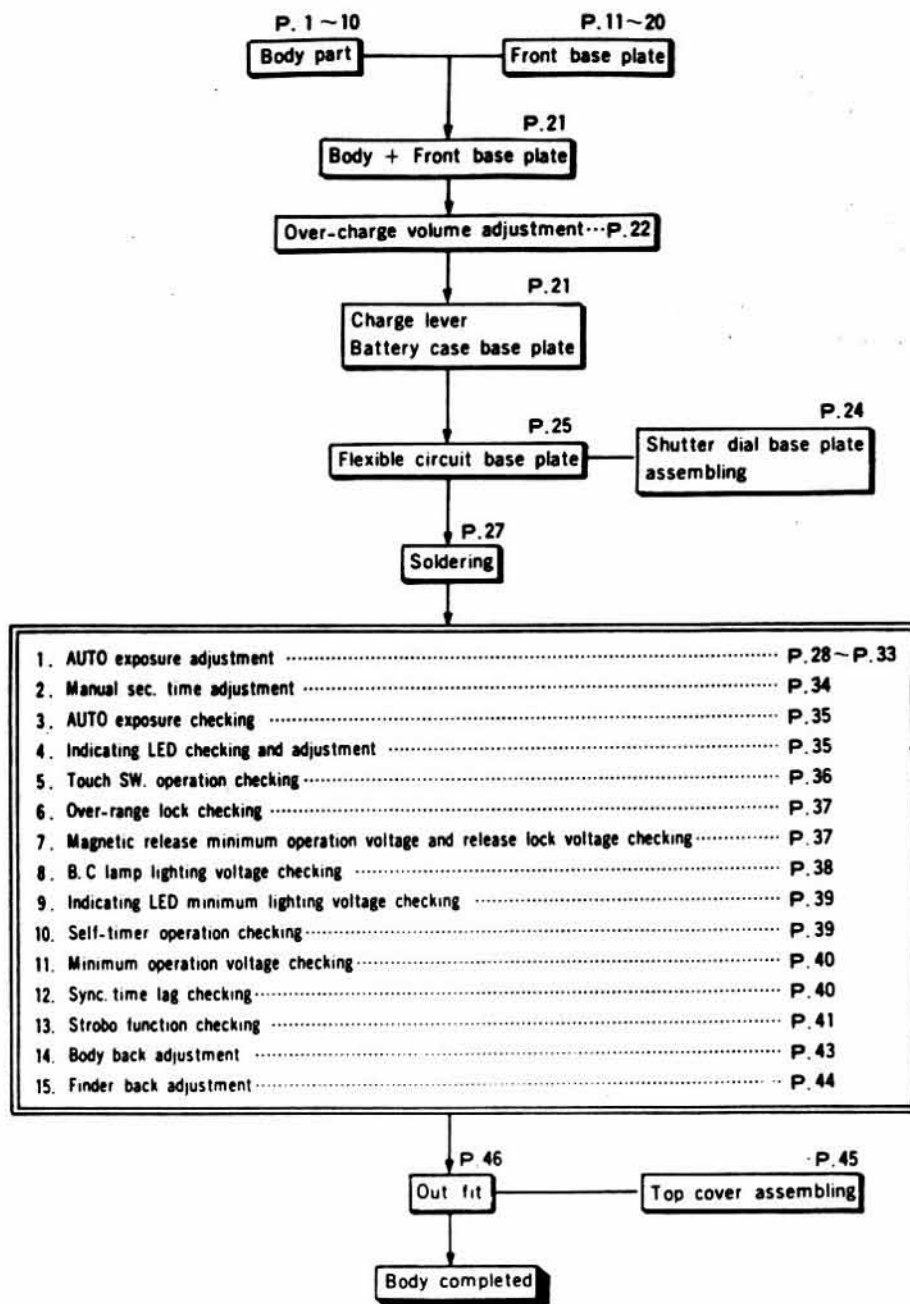 P. 1～10
P.11～20
Body part
Front base plate
P.21
Body + Front base plate
Over-charge volume adjustment…P.22
P.21
Charge lever
Battery case base plate
P.25
P.24
Flexible circuit base plate
Shutter dial base plate
assembling
P.27
Soldering
1. AUTO exposure adjustment ………… P.28～P.33
2. Manual sec. time adjustment ………… P.34
3. AUTO exposure checking ………… P.35
4. Indicating LED checking and adjustment ………… P.35
5. Touch SW. operation checking………… P.36
6. Over-range lock checking ………… P.37
7. Magnetic release minimum operation voltage and release lock voltage checking………… P.37
8. B.C lamp lighting voltage checking ………… P.38
9. Indicating LED minimum lighting voltage checking ………… P.39
10. Self-timer operation checking………… P.39
11. Minimum operation voltage checking………… P.40
12. Sync. time lag checking………… P.40
13. Strobo function checking ………… P.41
14. Body back adjustment ………… P.43
15. Finder back adjustment………… P.44
P.46
P.45
Out fit
Top cover assembling
Body completed